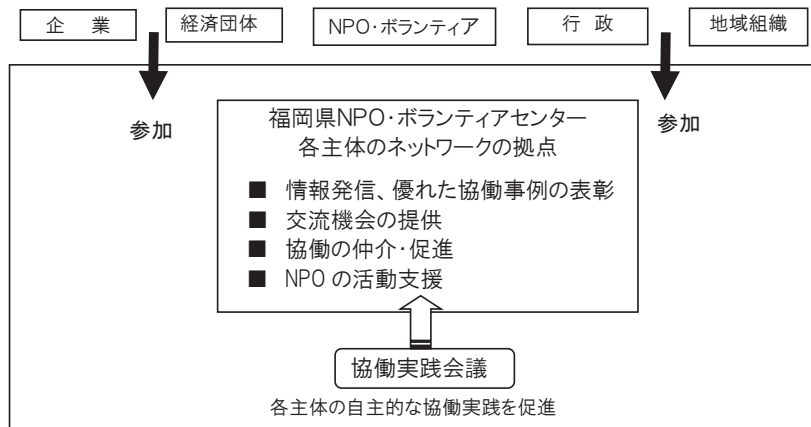 企　業
経済団体
NPO・ボランティア
行 政
地域組織
参加
参加
福岡県NPO・ボランティアセンター
各主体のネットワークの拠点
■ 情報発信、優れた協働事例の表彰
■ 交流機会の提供
■ 協働の仲介・促進
■ NPO の活動支援
協働実践会議
各主体の自主的な協働実践を促進